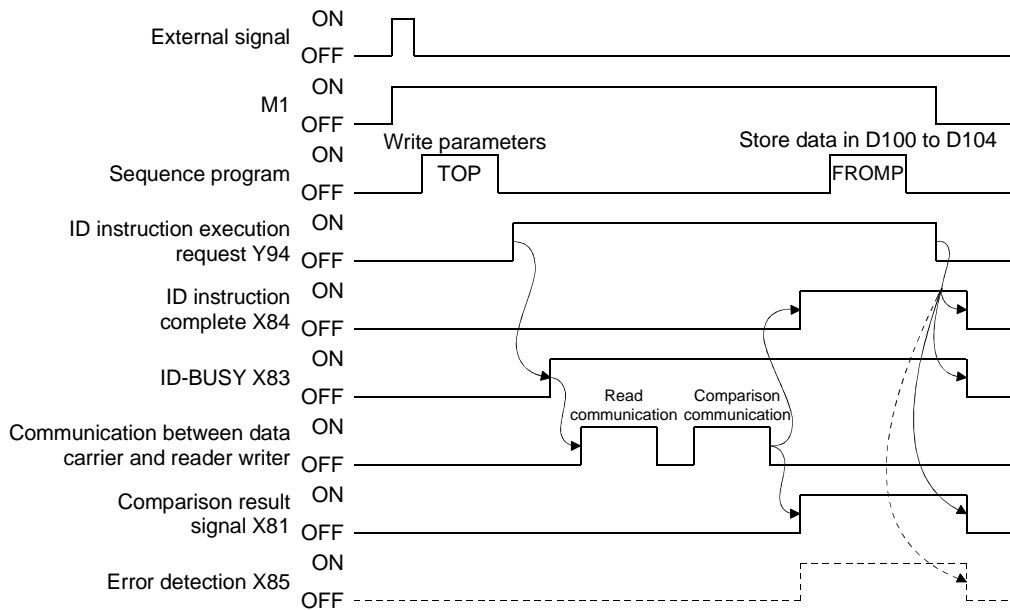 ON
External signal
OFF
ON
M1
OFF
Write parameters
Store data in D100 to D104
ON
Sequence program
TOP
FROMP
OFF
ON
ID instruction execution
request Y94
OFF
ON
ID instruction
complete X84
OFF
ON
ID-BUSY X83
OFF
Read
communication
Comparison
communication
ON
Communication between data
carrier and reader writer
OFF
ON
Comparison result
signal X81
OFF
ON
Error detection X85
OFF